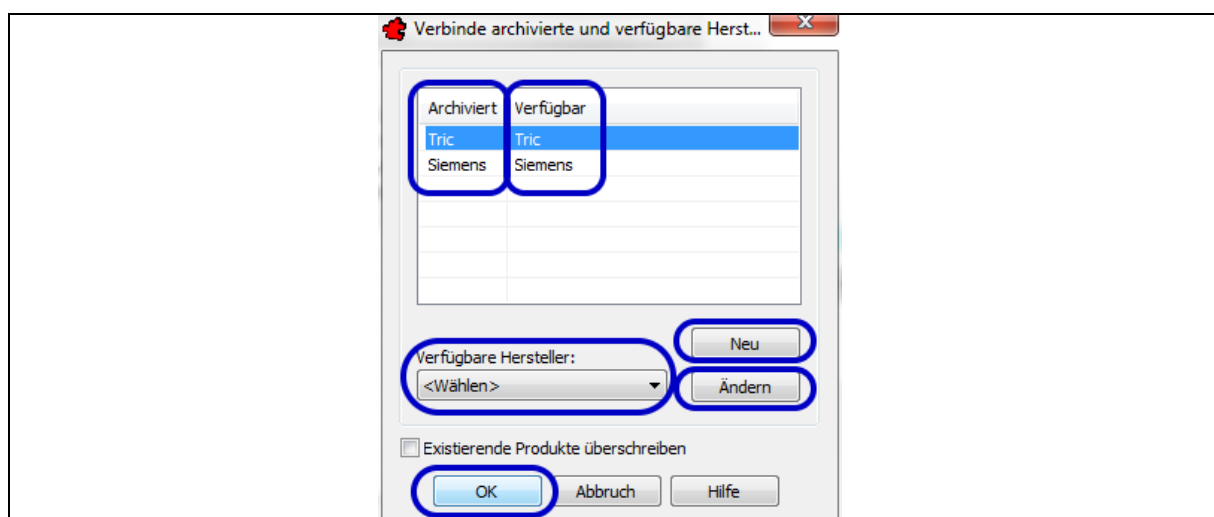 Verbinde archivierte und verfügbare Herst...
Archiviert Verfügbar
Tric Tric
Siemens Siemens
Neu
Verfügbare Hersteller:
<Wählen> Ändern
Existierende Produkte überschreiben
OK Abbruch Hilfe